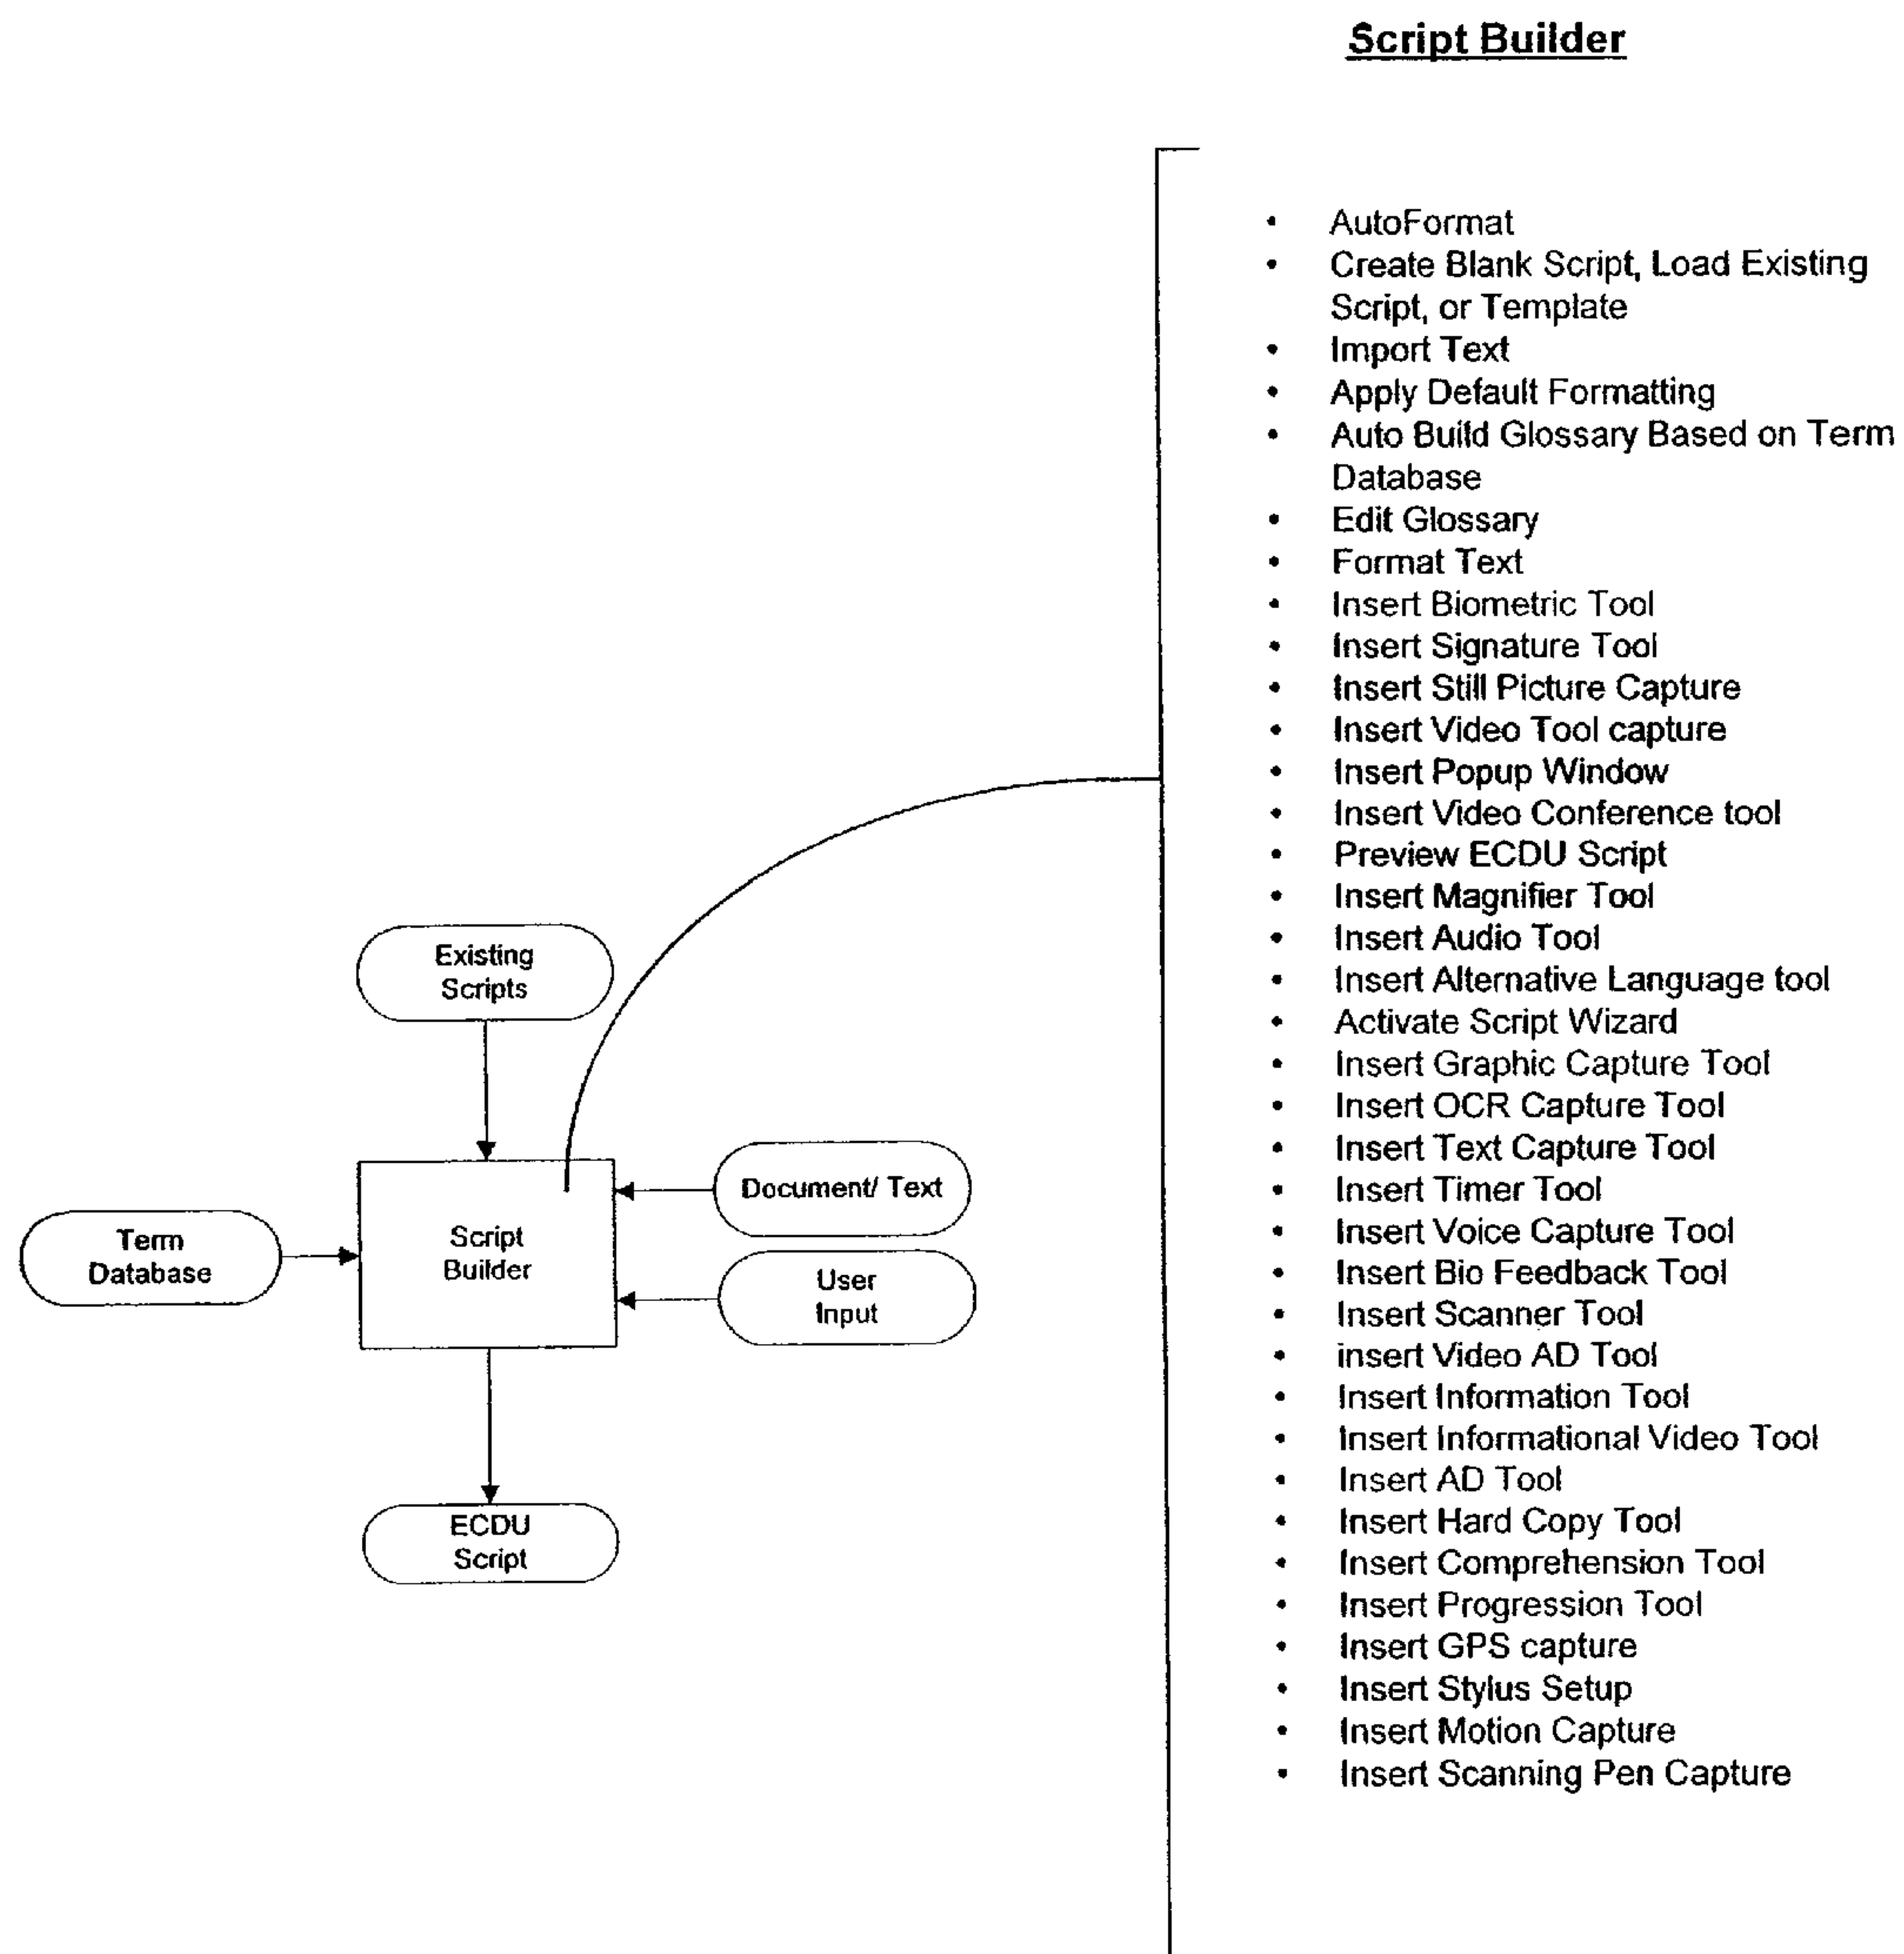 Script Builder
• AutoFormat
• Create Blank Script, Load Existing
Script, or Template
• Import Text
• Apply Default Formatting
• Auto Build Glossary Based on Term
Database
• Edit Glossary
• Format Text
• Insert Biometric Tool
• Insert Signature Tool
• Insert Still Picture Capture
• Insert Video Tool capture
• Insert Popup Window
• Insert Video Conference tool
• Preview ECDU Script
• Insert Magnifier Tool
• Insert Audio Tool
• Insert Alternative Language tool
• Activate Script Wizard
• Insert Graphic Capture Tool
• Insert OCR Capture Tool
• Insert Text Capture Tool
• Insert Timer Tool
• Insert Voice Capture Tool
• Insert Bio Feedback Tool
• Insert Scanner Tool
• insert Video AD Tool
• Insert Information Tool
• Insert Informational Video Tool
• Insert AD Tool
• Insert Hard Copy Tool
• Insert Comprehension Tool
• Insert Progression Tool
• Insert GPS capture
• Insert Stylus Setup
• Insert Motion Capture
• Insert Scanning Pen Capture
Existing
Scripts
Document/ Text
Term
Database
Script
Builder
User
Input
ECDU
Script